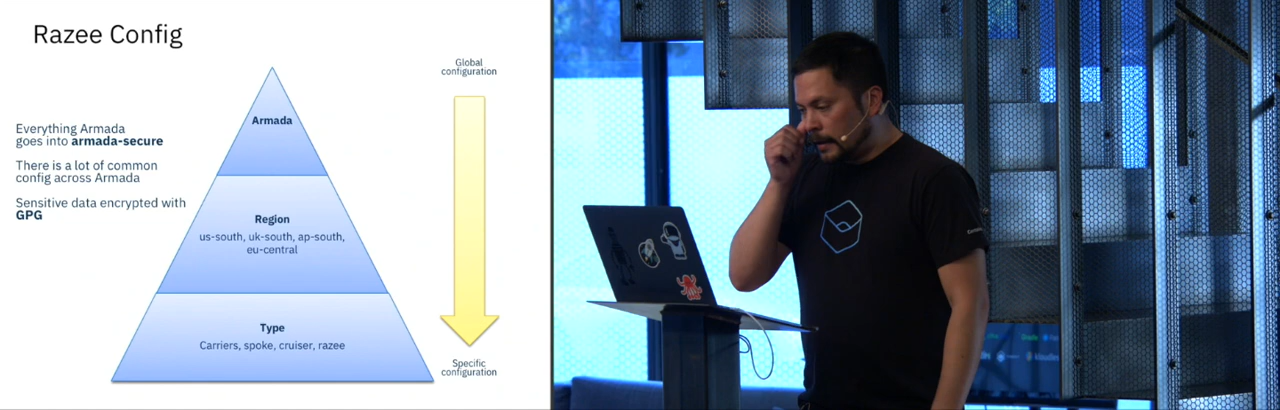 Razee Config
Global
configuration
Armada
Everything Armada
goes into armada-secure
There is a lot of common
config across Armada
Sensitive data encrypted with
GPG
Region
us-south, uk-south, ap-south,
eu-central
Type
Carriers, spoke, cruiser, razee
Specific
configuration